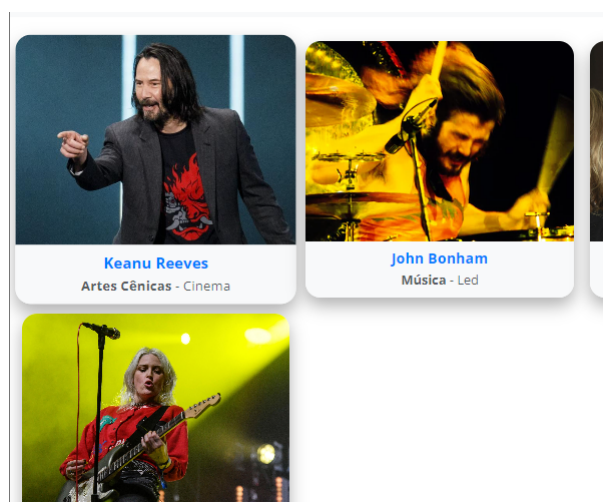 Keanu Reeves
Artes Cênicas - Cinema
John Bonham
Música - Led